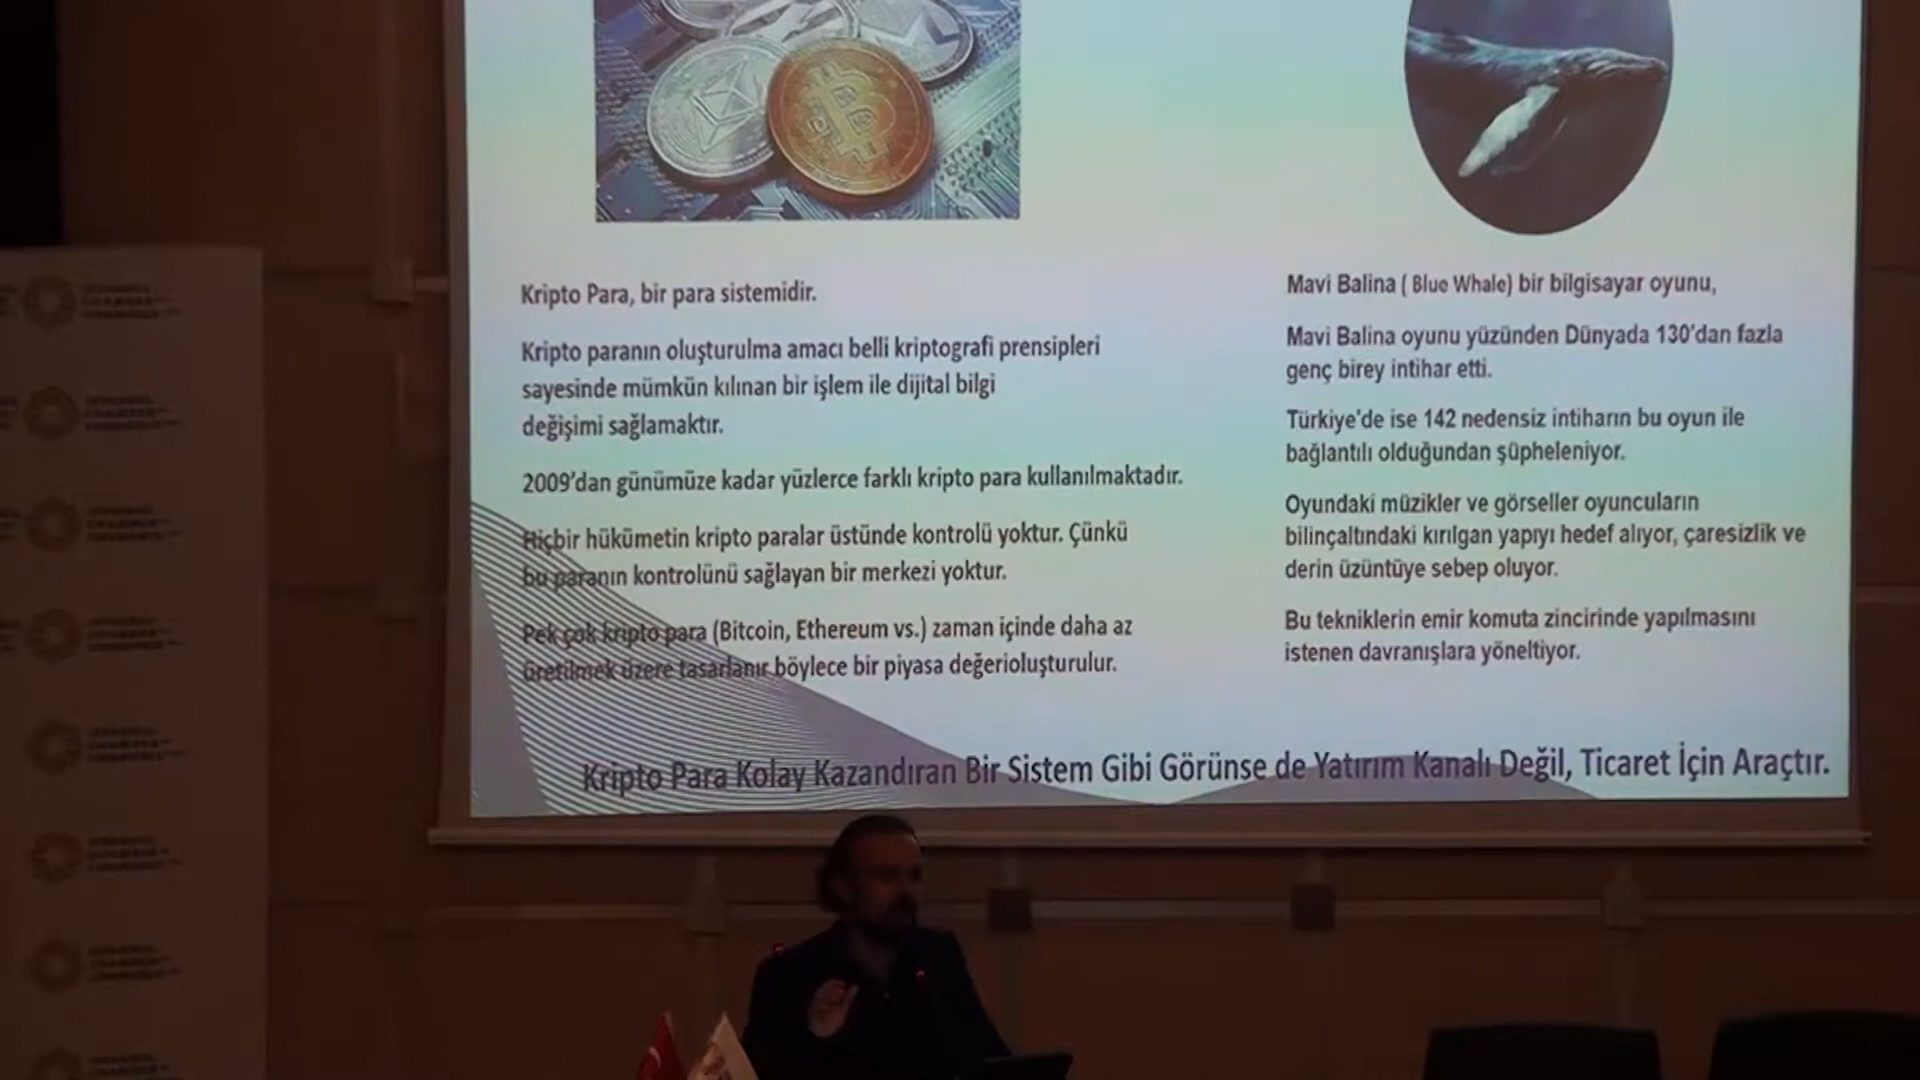 Kripto Para, bir para sistemidir.
Kripto paranın oluşturulma amacı belli kriptografi prensipleri
sayesinde mümkün kılınan bir işlem ile dijital bilgi
değişimi sağlamaktır.
2009'dan günümüze kadar yüzlerce farklı kripto para kullanılmaktadır.
Hiçbir hükümetin kripto paralar üstünde kontrolü yoktur. Çünkü
bu paranın kontrolünü sağlayan bir merkezi yoktur.
Pek çok kripto para (Bitcoin, Ethereum vs.) zaman içinde daha az
üretilmek üzere tasarlanır böylece bir piyasa değerioluşturulur.
Mavi Balina ( Blue Whale) bir bilgisayar oyunu,
Mavi Balina oyunu yüzünden Dünyada 130'dan fazla
genç birey intihar etti.
Türkiye'de ise 142 nedensiz intiharın bu oyun ile
bağlantılı olduğundan şüpheleniyor.
Oyundaki müzikler ve görseller oyuncuların
bilinçaltındaki kırılgan yapıyı hedef alıyor, çaresizlik ve
derin üzüntüye sebep oluyor.
Bu tekniklerin emir komuta zincirinde yapılmasını
istenen davranışlara yöneltiyor.
Kripto Para Kolay Kazandıran Bir Sistem Gibi Görünse de Yatırım Kanalı Değil, Ticaret İçin Araçtır.